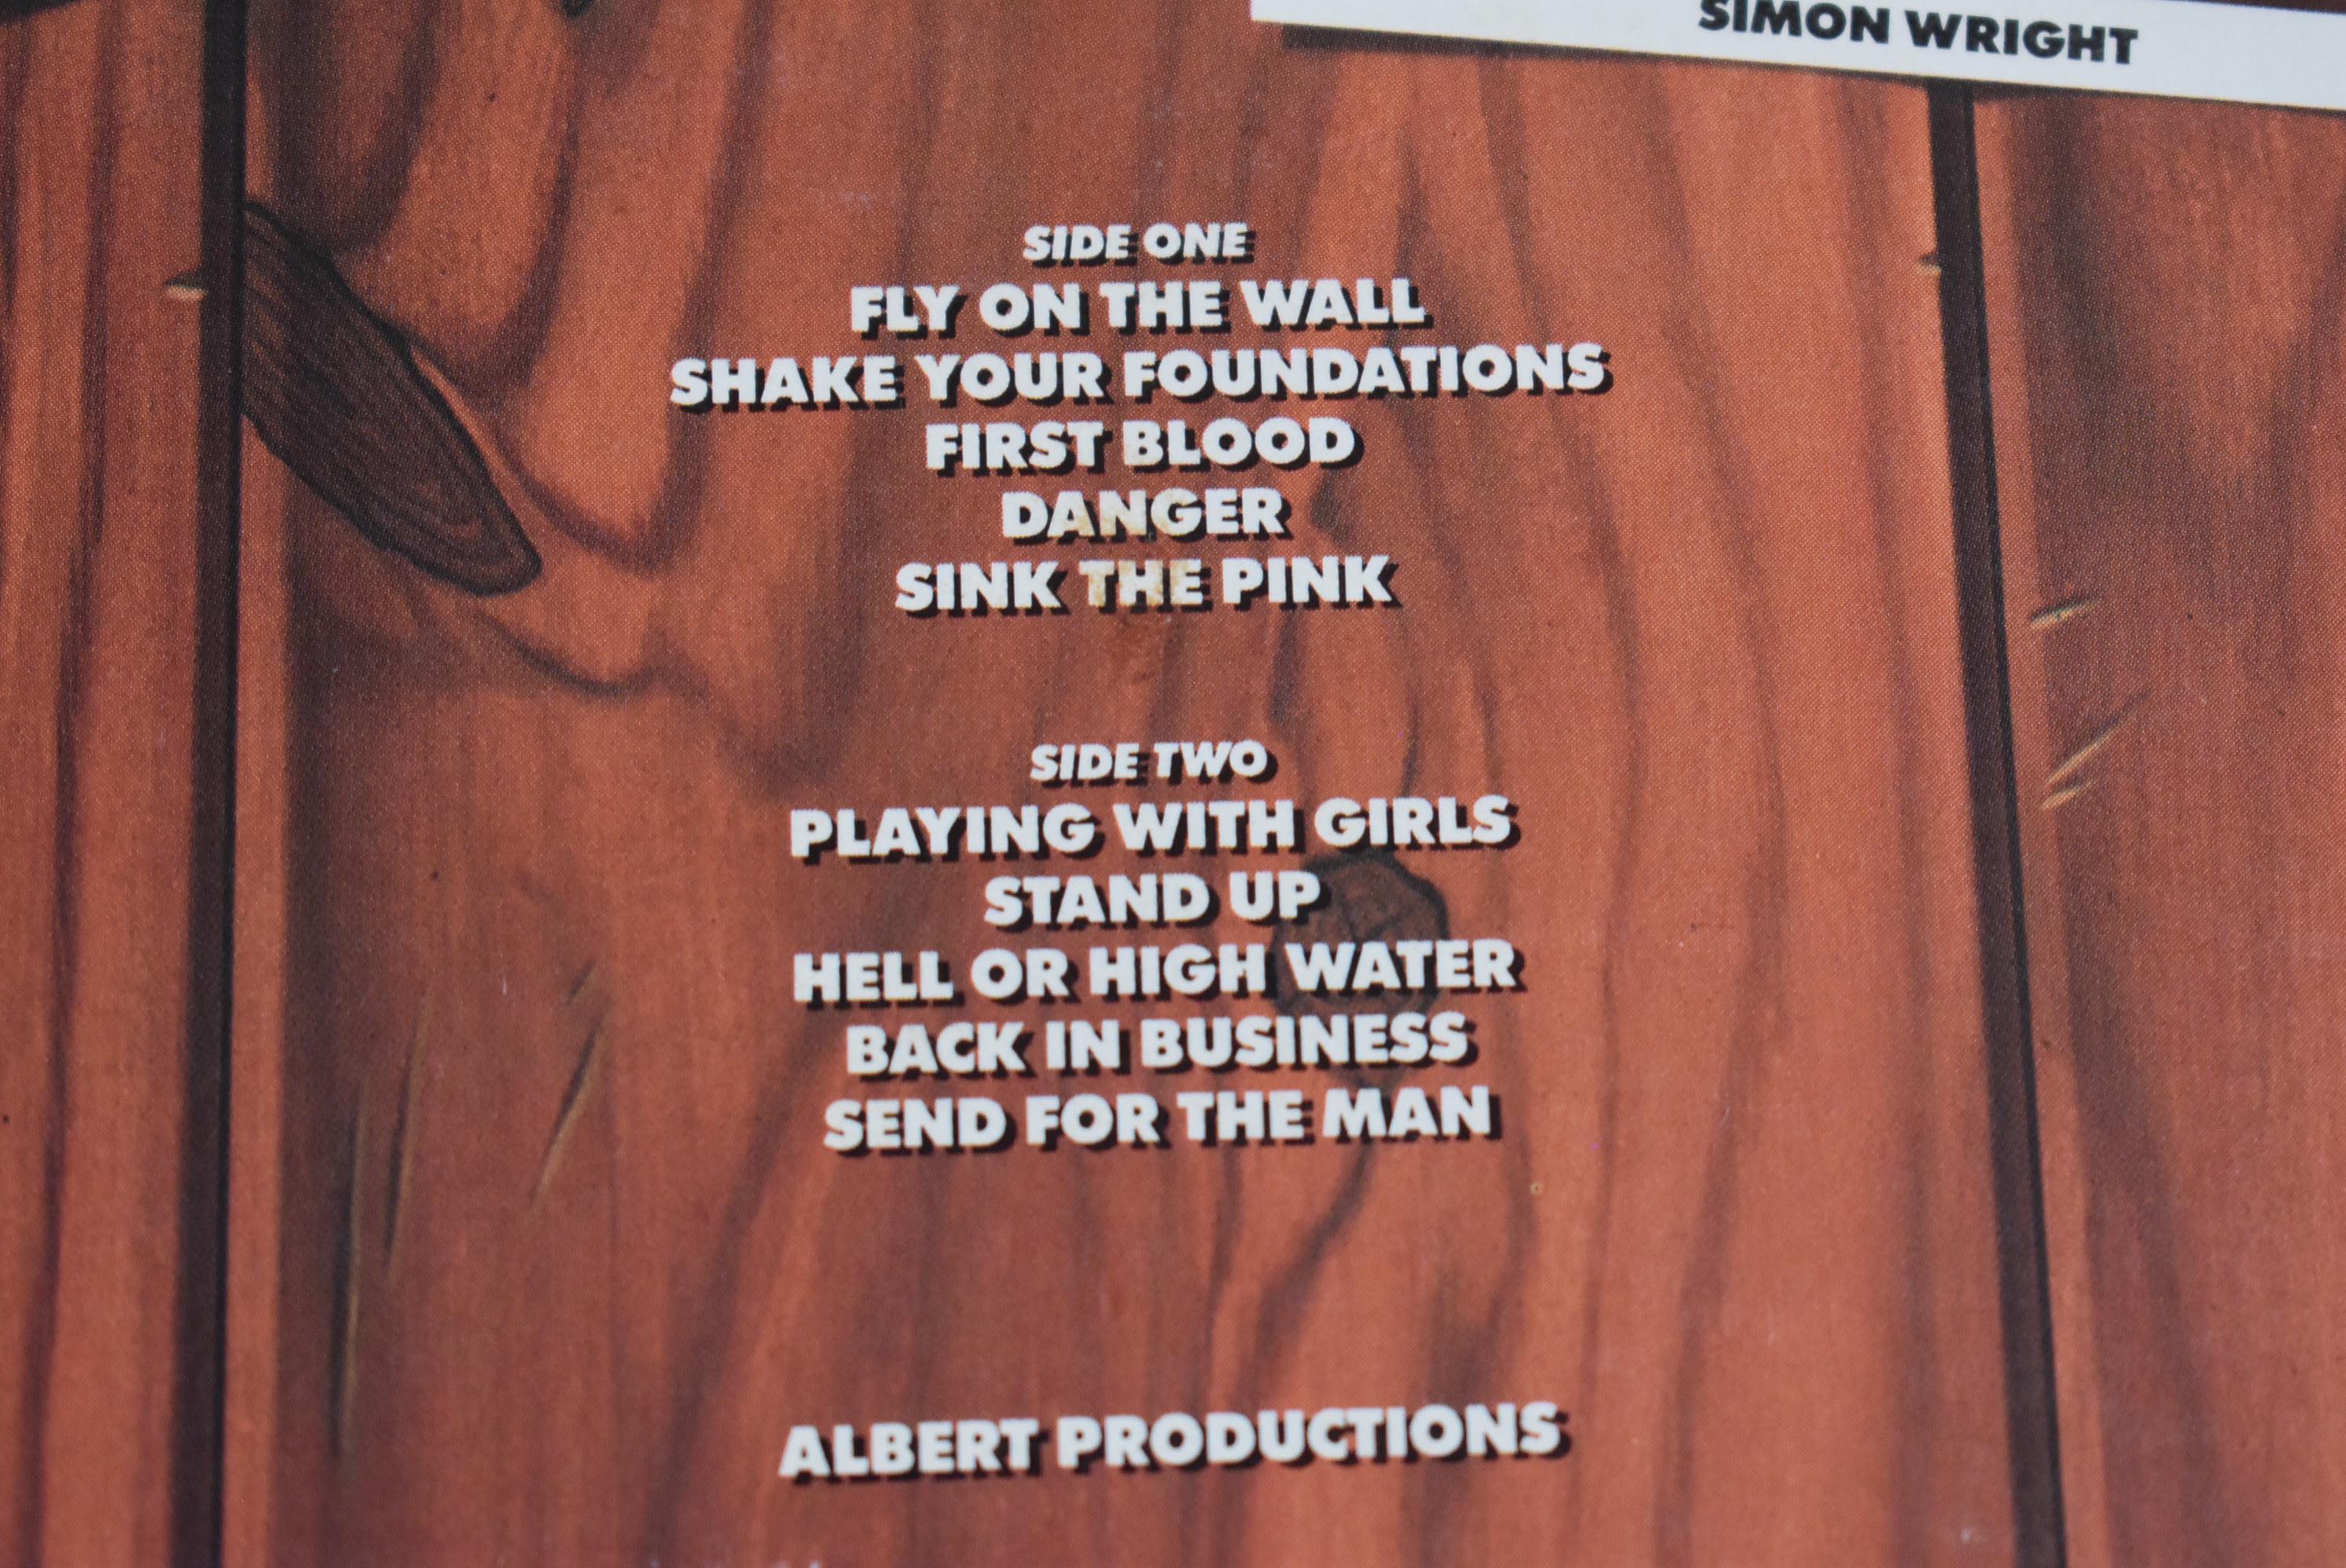 SIMON WRIGHT
SIDE ONE
FLY ON THE WALL
SHAKE YOUR FOUNDATIONS
FIRST BLOOD
DANGER
SINK THE PINK
SIDE TWO
PLAYING WITH GIRLS
STAND UP
HELL OR HIGH WATER
BACK IN BUSINESS
SEND FOR THE MAN
ALBERT PRODUCTIONS